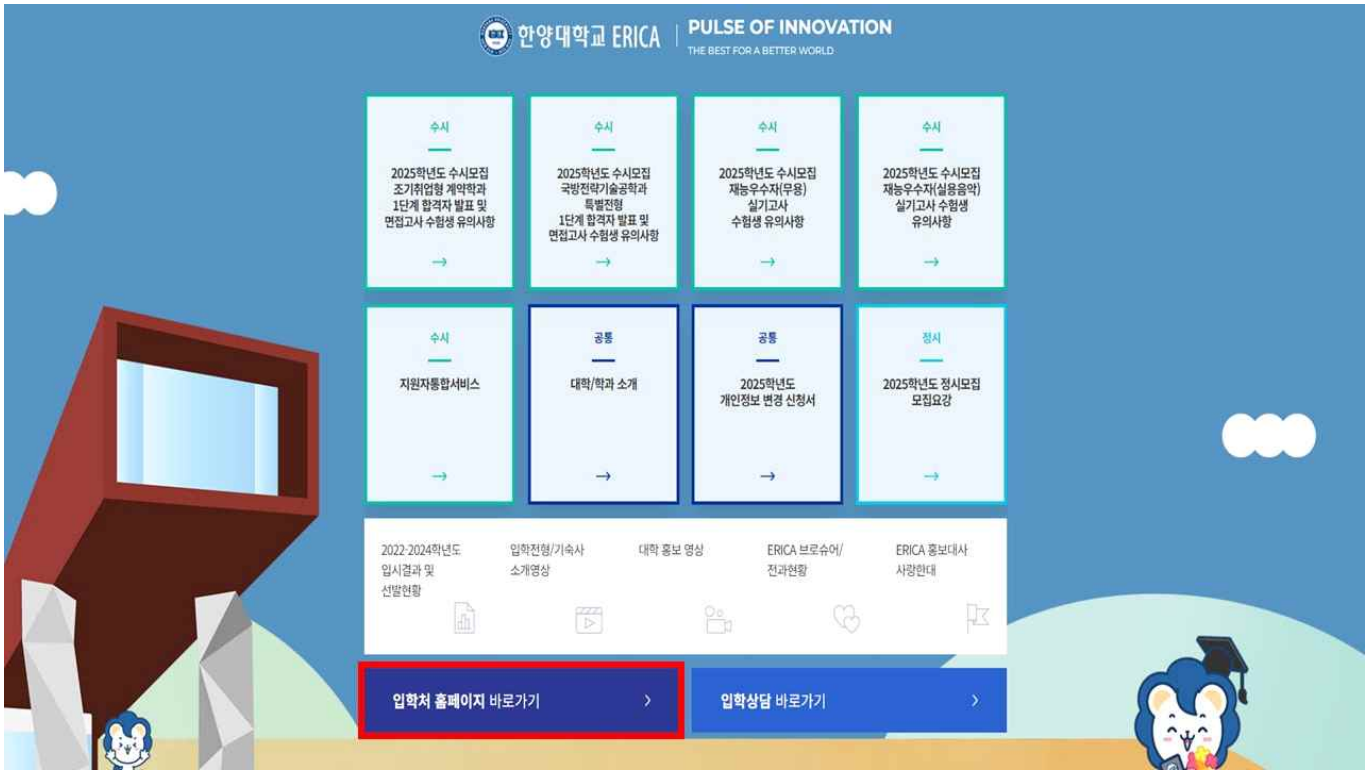 한양대학교 ERICA
PULSE OF INNOVATION
THE BEST FOR A BETTER WORLD
수시
2025학년도 수시모집
조기취업형 계약학과
1단계 합격자 발표 및
면접고사 수험생 유의사항
수시
2025학년도 수시모집
국방전략기술공학과
특별전형
1단계 합격자 발표 및
면접고사 수험생 유의사항
수시
2025학년도 수시모집
재능우수자(무용)
실기고사
수험생 유의사항
수시
2025학년도 수시모집
재능우수자(실용음악)
실기고사 수험생
유의사항
수시
지원자통합서비스
공통
대학/학과 소개
공통
2025학년도
개인정보 변경 신청서
정시
2025학년도 정시모집
모집요강
2022-2024학년도
입시결과 및
선발현황
입학전형/기숙사
소개영상
대학 홍보 영상
ERICA 브로슈어/
전과현황
ERICA 홍보대사
사랑한대
입학처 홈페이지 바로가기
입학상담 바로가기